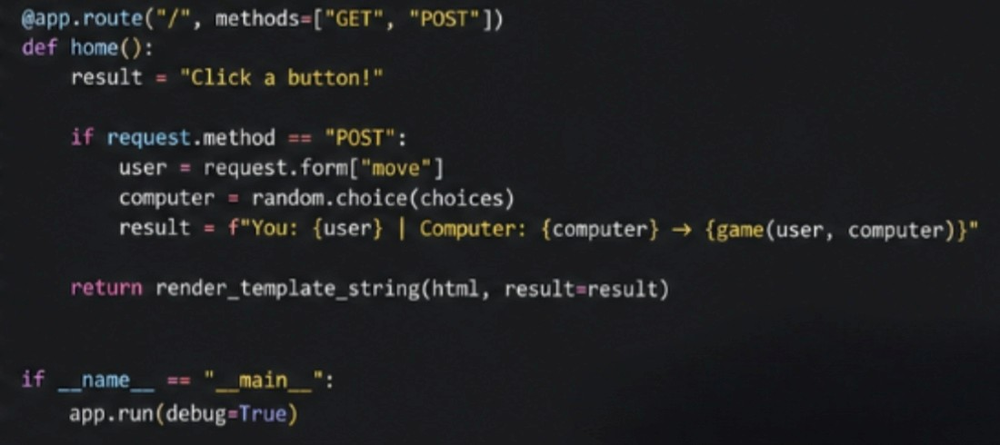 @app.route("/", methods=["GET", "POST"])
def home():
    result = "Click a button!"
    if request.method == "POST":
        user = request.form["move"]
        computer = random.choice(choices)
        result = f"You: {user} | Computer: {computer} → {game(user, computer)}"
    return render_template_string(html, result=result)
if __name__ == "__main__":
    app.run(debug=True)